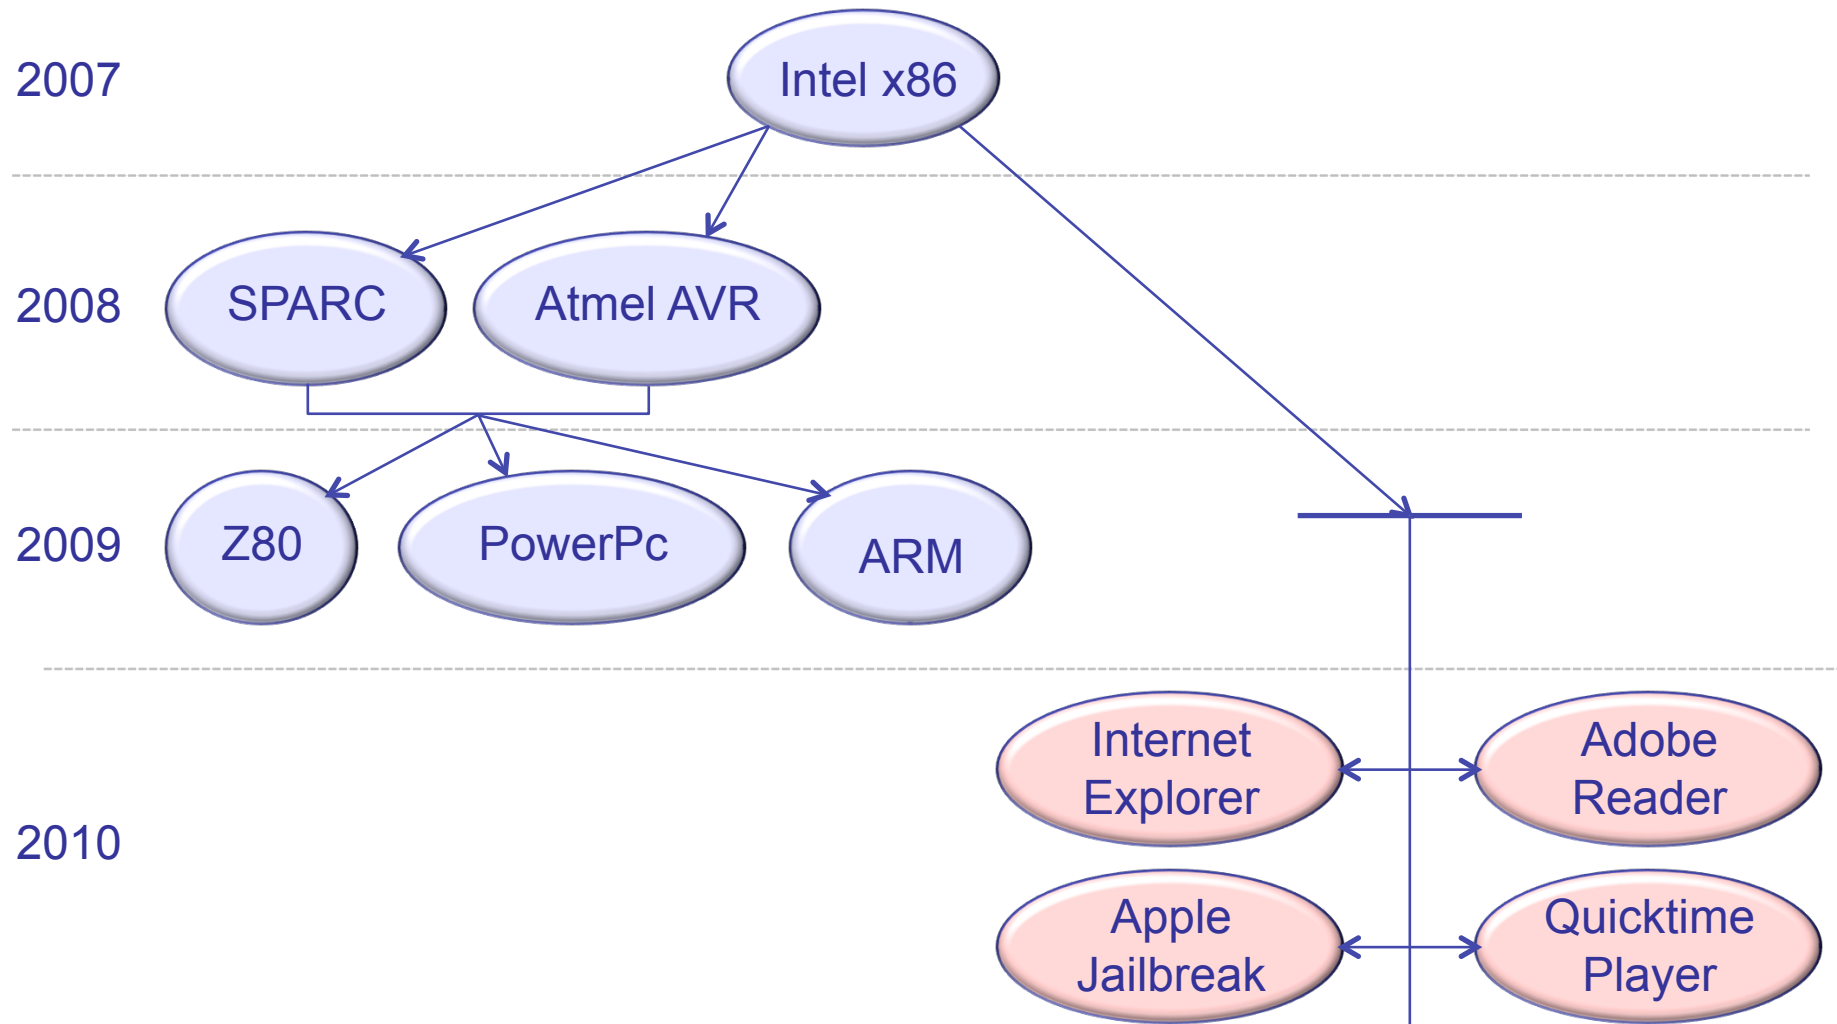 2007
Intel x86
2008
SPARC
Atmel AVR
2009
Z80
PowerPc
ARM
2010
Internet
Explorer
Adobe
Reader
Apple
Jailbreak
Quicktime
Player